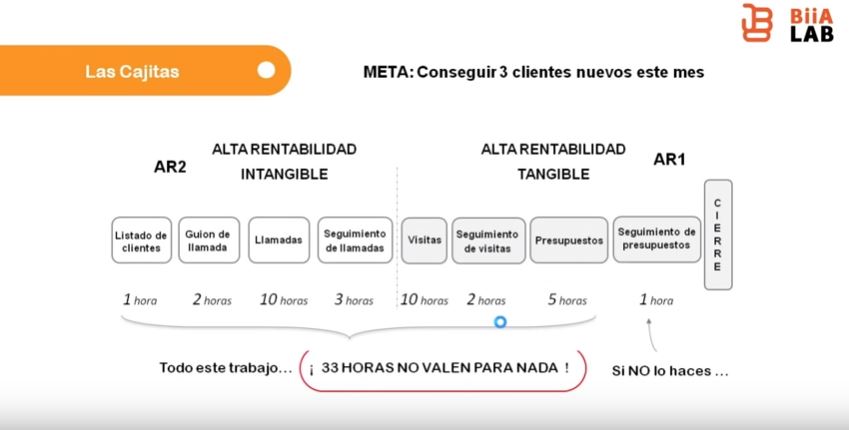 BiiA
LAB
Las Cajitas
META: Conseguir 3 clientes nuevos este mes
AR2
ALTA RENTABILIDAD
INTANGIBLE
ALTA RENTABILIDAD
TANGIBLE
AR1
Listado de
clientes
Guion de
llamada
Llamadas
Seguimiento
de llamadas
Visitas
Seguimiento
de visitas
Presupuestos
Seguimiento de
presupuestos
CIERRE
1 hora
2 horas
10 horas
3 horas
10 horas
2 horas
5 horas
1 hora
Todo este trabajo...
¡ 33 HORAS NO VALEN PARA NADA !
Si NO lo haces ...